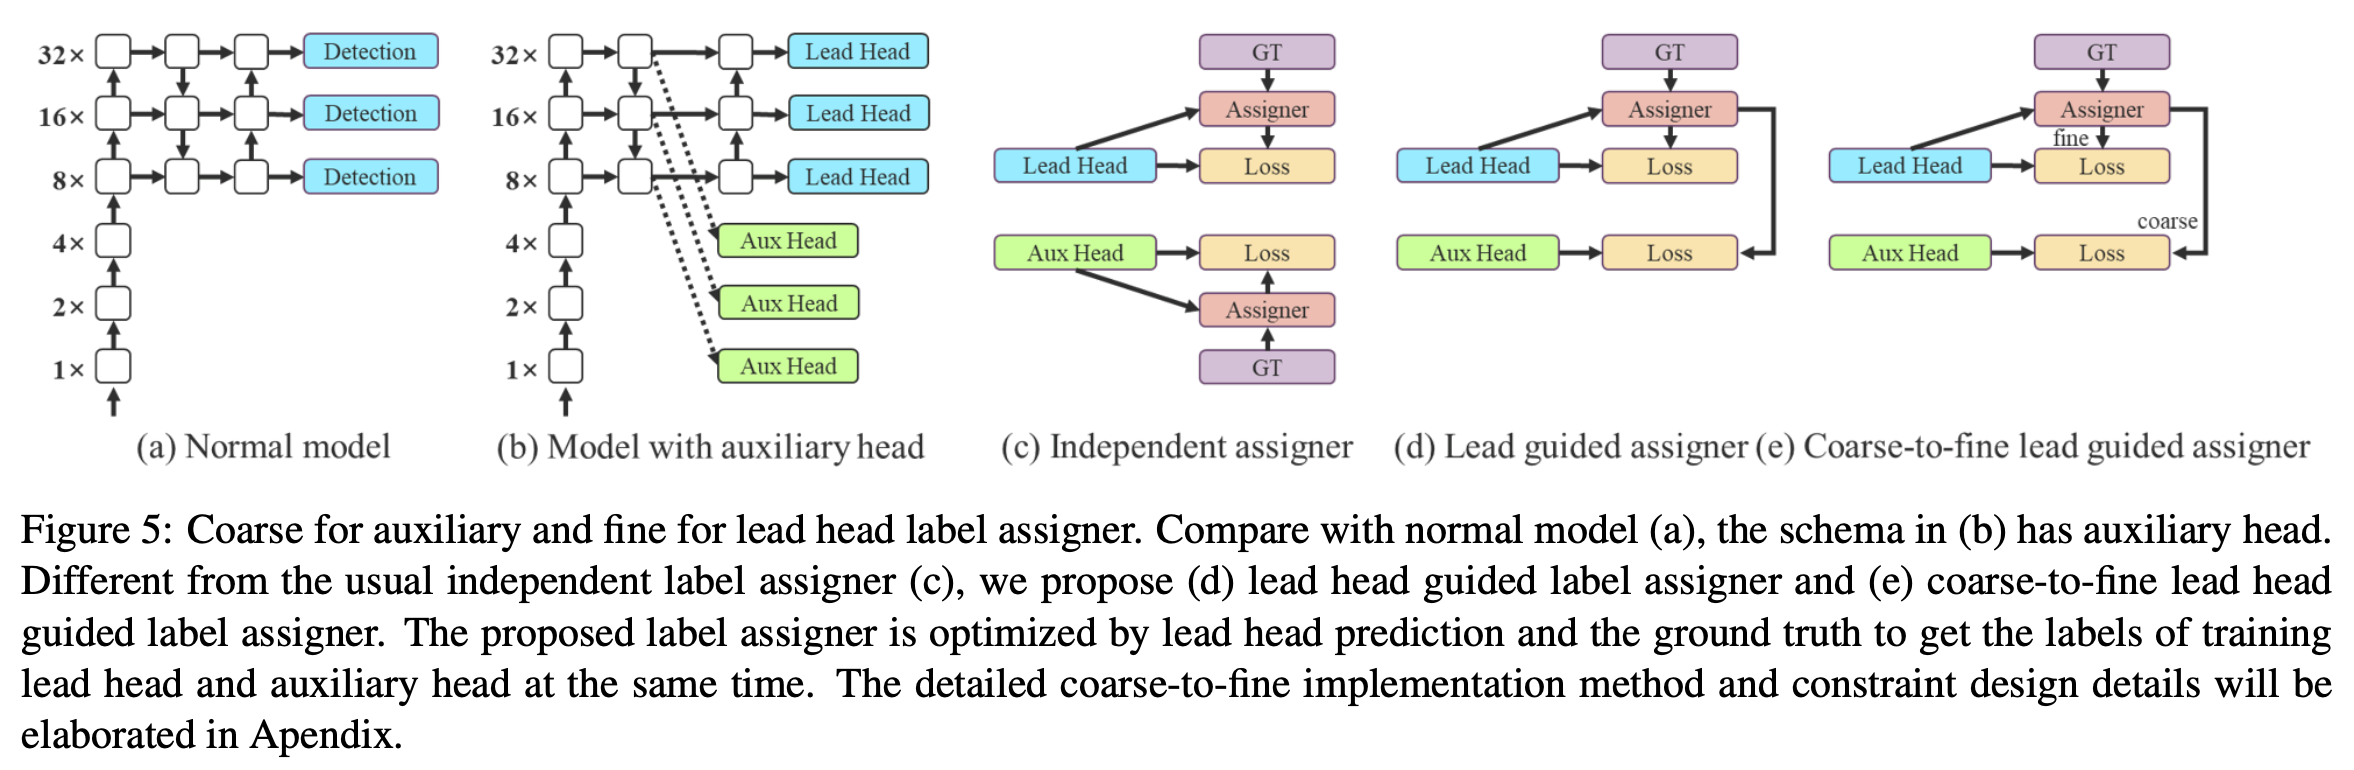 32×
16×
8×
4×
2×
1×
Detection
Detection
Detection
(a) Normal model
32×
16×
8×
4×
2×
1×
Lead Head
Lead Head
Lead Head
Aux Head
Aux Head
Aux Head
(b) Model with auxiliary head
GT
Assigner
Lead Head
Loss
Aux Head
Loss
Assigner
GT
(c) Independent assigner
GT
Assigner
Lead Head
Loss
Aux Head
Loss
(d) Lead guided assigner
GT
Assigner
fine
Lead Head
Loss
coarse
Aux Head
Loss
(e) Coarse-to-fine lead guided assigner
Figure 5: Coarse for auxiliary and fine for lead head label assigner. Compare with normal model (a), the schema in (b) has auxiliary head.
Different from the usual independent label assigner (c), we propose (d) lead head guided label assigner and (e) coarse-to-fine lead head
guided label assigner. The proposed label assigner is optimized by lead head prediction and the ground truth to get the labels of training
lead head and auxiliary head at the same time. The detailed coarse-to-fine implementation method and constraint design details will be
elaborated in Apendix.